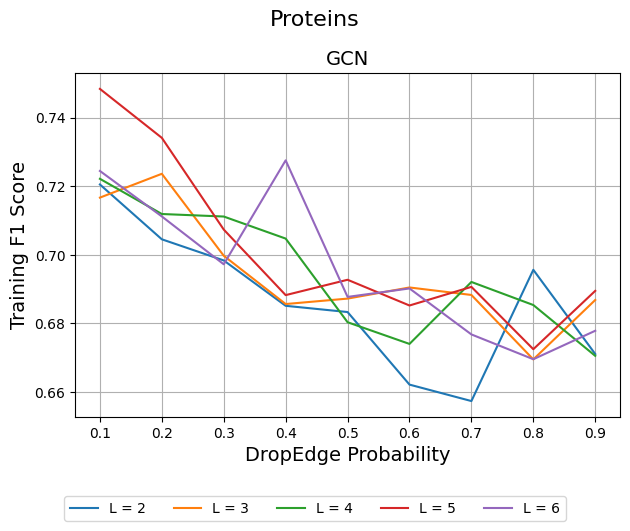 Proteins
GCN
Training F1 Score
0.74
0.72
0.70
0.68
0.66
0.1 0.2 0.3 0.4 0.5 0.6 0.7 0.8 0.9
DropEdge Probability
L = 2 L = 3 L = 4 L = 5 L = 6